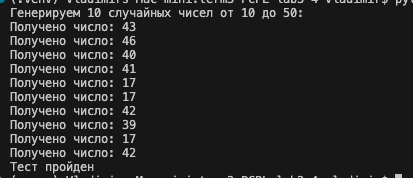 Генерируем 10 случайных чисел от 10 до 50:
Получено число: 43
Получено число: 46
Получено число: 40
Получено число: 41
Получено число: 17
Получено число: 17
Получено число: 42
Получено число: 39
Получено число: 17
Получено число: 42
Тест пройден